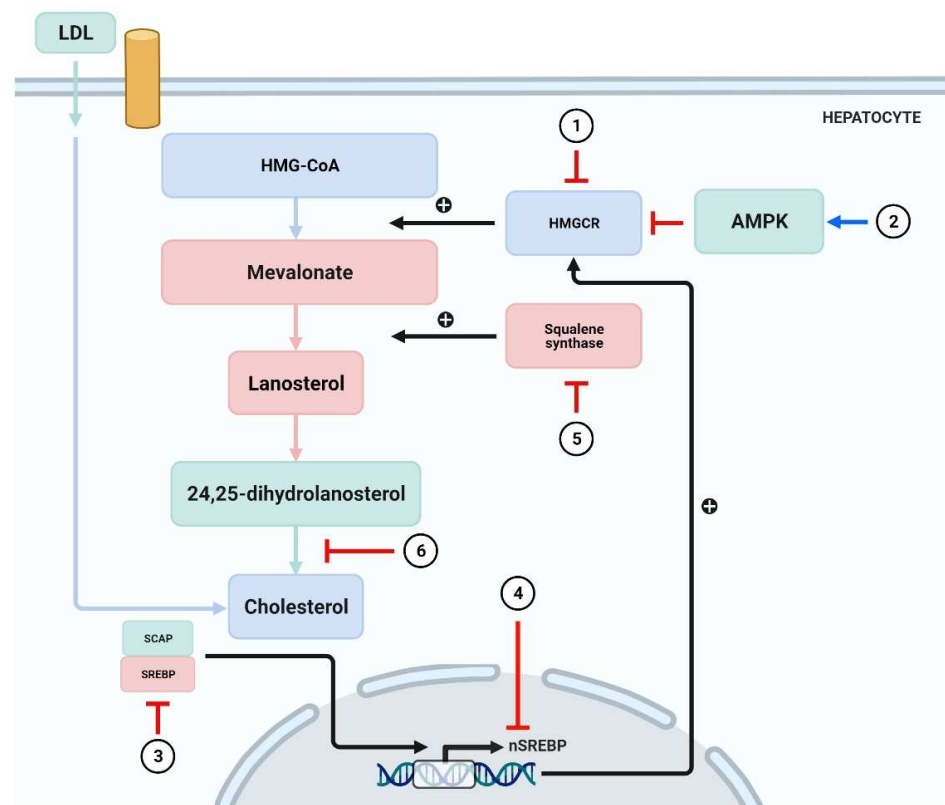 LDL
HEPATOCYTE
1
HMG-CoA
+
HMGCR
AMPK
2
Mevalonate
+
Squalene
synthase
Lanosterol
5
24,25-dihydrolanosterol
+
6
Cholesterol
4
SCAP
SREBP
3
nSREBP